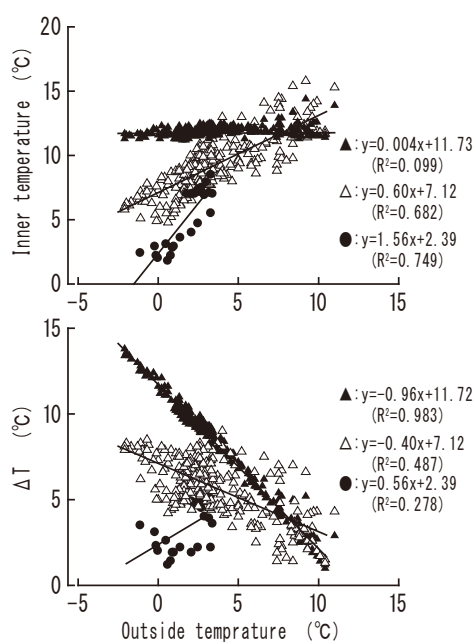 20
15
10
5
0
-5 0 5 10 15
Inner temperature (℃)
▲:y=0.004x+11.73
(R²=0.099)
△:y=0.60x+7.12
(R²=0.682)
●:y=1.56x+2.39
(R²=0.749)
15
10
5
0
-5 0 5 10 15
ΔT (℃)
▲:y=-0.96x+11.72
(R²=0.983)
△:y=-0.40x+7.12
(R²=0.487)
●:y=0.56x+2.39
(R²=0.278)
Outside temprature (℃)